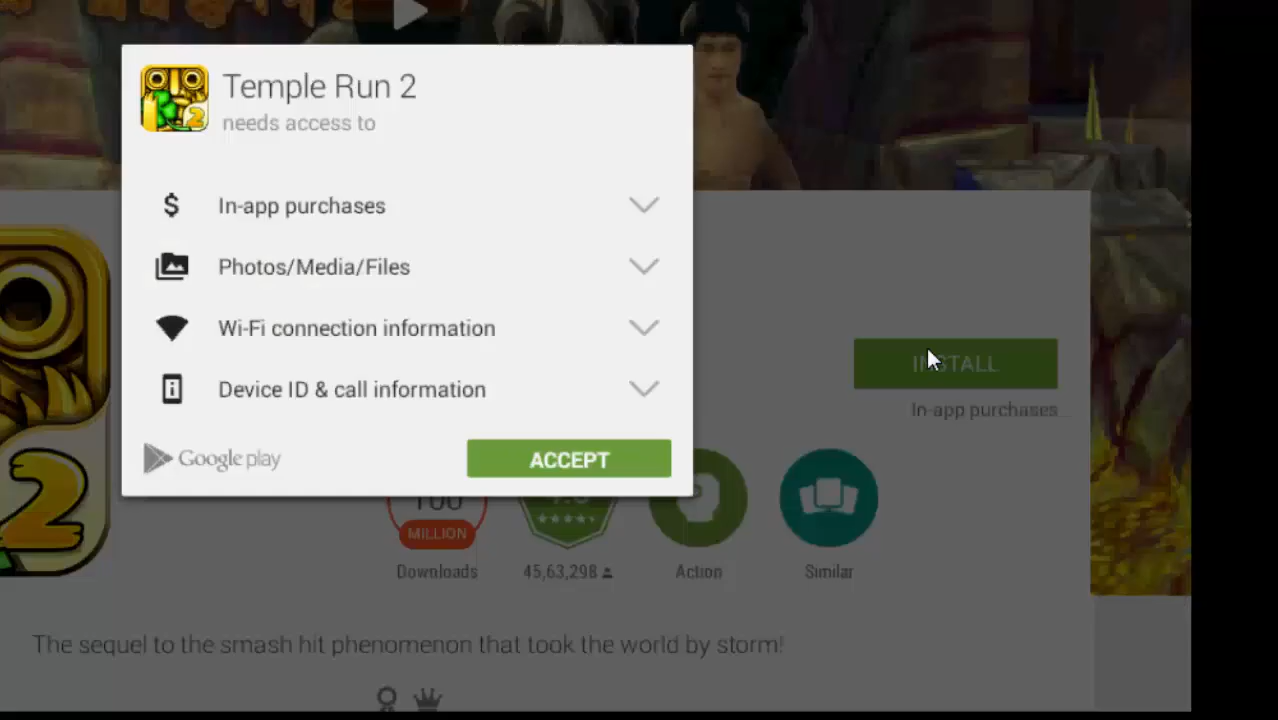 Temple Run 2
needs access to
In-app purchases
Photos/Media/Files
Wi-Fi connection information
Device ID & call information
Google play
ACCEPT
INSTALL
In-app purchases
2
100
MILLION
Downloads
45,63,298
Action
Similar
The sequel to the smash hit phenomenon that took the world by storm!